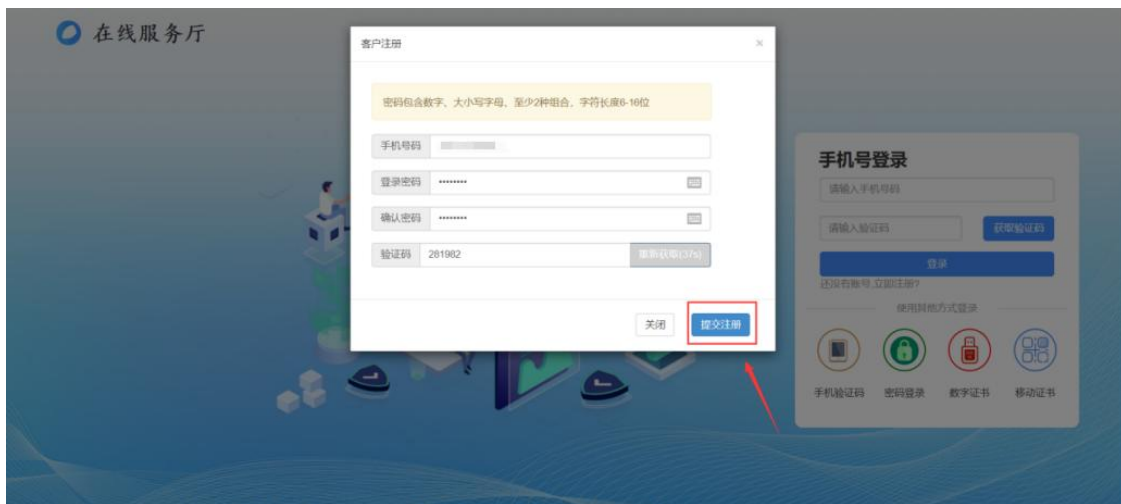 在线服务厅
客户注册
×
密码包含数字、大小写字母，至少2种组合，字符长度6-16位
手机号码
登录密码 ••••••••
确认密码 ••••••••
验证码 281982 重新获取(37s)
关闭 提交注册
手机号登录
请输入手机号码
请输入验证码 获取验证码
登录
还没有账号,立即注册?
使用其他方式登录
手机验证码 密码登录 数字证书 移动证书